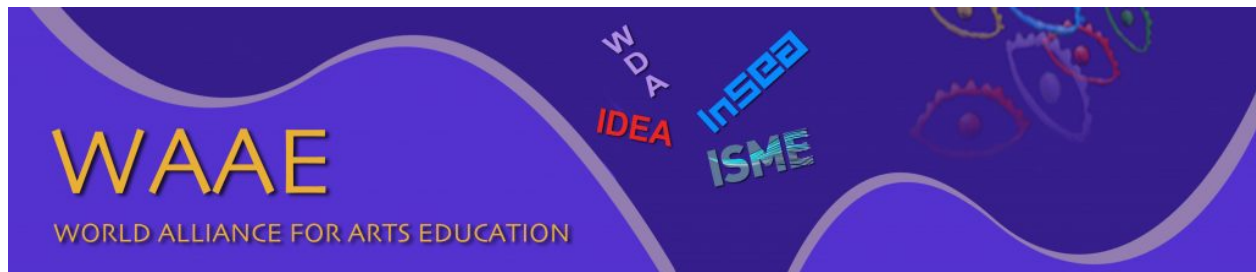 WAAE
WORLD ALLIANCE FOR ARTS EDUCATION
WDA
IDEA
InSEA
ISME